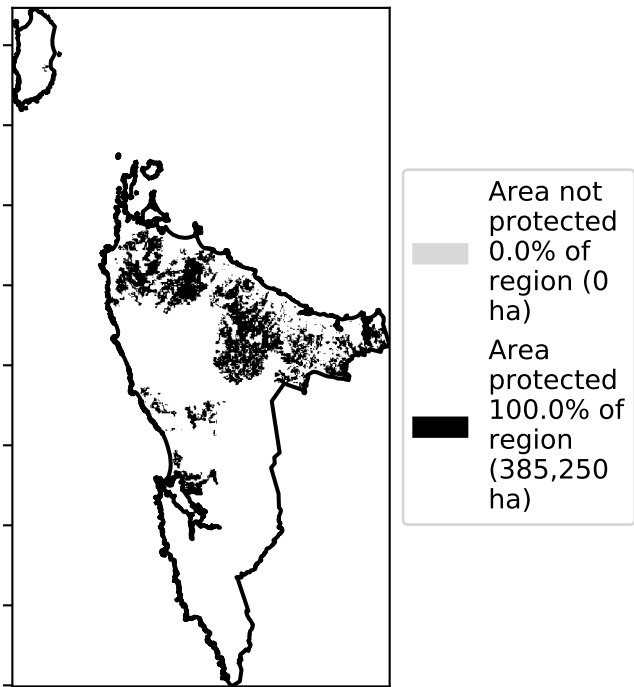 Area not
protected
0.0% of
region (0
ha)
Area
protected
100.0% of
region
(385,250
ha)